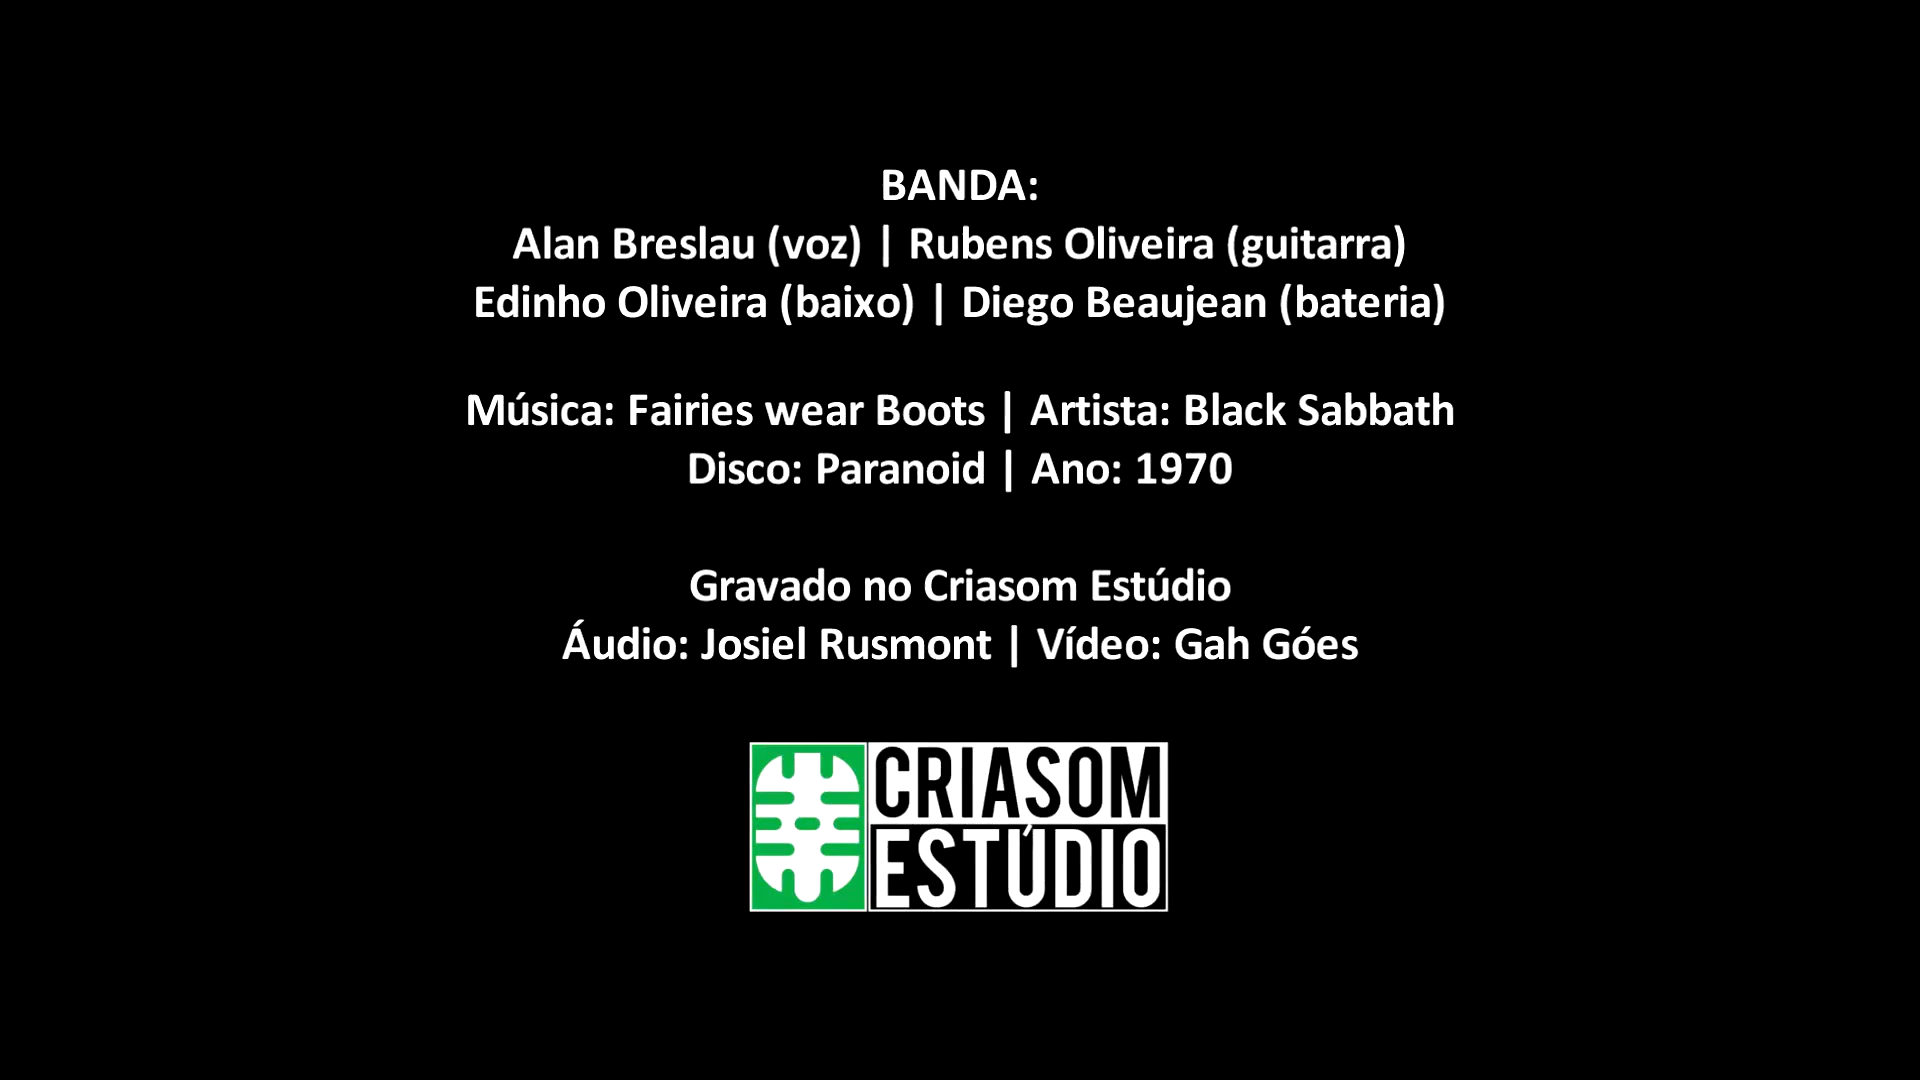 BANDA:
Alan Breslau (voz) | Rubens Oliveira (guitarra)
Edinho Oliveira (baixo) | Diego Beaujean (bateria)
Música: Fairies wear Boots | Artista: Black Sabbath
Disco: Paranoid | Ano: 1970
Gravado no Criasom Estúdio
Áudio: Josiel Rusmont | Vídeo: Gah Góes
CRIASOM
ESTÚDIO